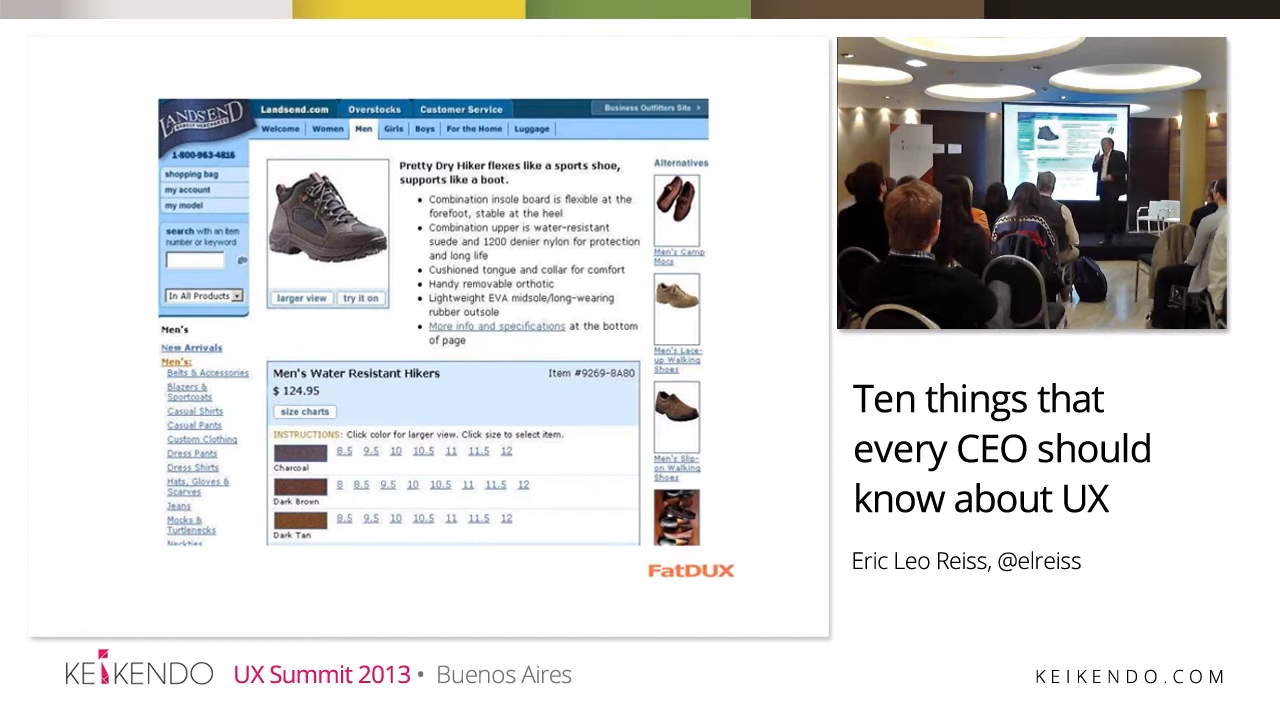 LANDS'END
DIRECT MERCHANTS
Landsend.com
Overstocks
Customer Service
Business Outfitters Site >
Welcome
Women
Men
Girls
Boys
For the Home
Luggage
1-800-963-4816
shopping bag
my account
my model
search with an item
number or keyword
go
In All Products
Men's
New Arrivals
Men's:
Belts & Accessories
Blazers &
Sportcoats
Casual Shirts
Casual Pants
Custom Clothing
Dress Pants
Dress Shirts
Hats, Gloves &
Scarves
Jeans
Mocks &
Turtlenecks
Neckties
larger view
try it on
Pretty Dry Hiker flexes like a sports shoe,
supports like a boot.
• Combination insole board is flexible at the
forefoot, stable at the heel
• Combination upper is water-resistant
suede and 1200 denier nylon for protection
and long life
• Cushioned tongue and collar for comfort
• Handy removable orthotic
• Lightweight EVA midsole/long-wearing
rubber outsole
• More info and specifications at the bottom
of page
Men's Water Resistant Hikers
Item #9269-8A80
$ 124.95
size charts
INSTRUCTIONS: Click color for larger view. Click size to select item.
8.5 9.5 10 10.5 11 11.5 12
Charcoal
8 8.5 9.5 10 10.5 11 11.5 12
Dark Brown
8.5 9.5 10 10.5 11 11.5 12
Dark Tan
Alternatives
Men's Camp
Mocs
Men's Lace-
up Walking
Shoes
Men's Slip-
on Walking
Shoes
FatDUX
Ten things that
every CEO should
know about UX
Eric Leo Reiss, @elreiss
KEIKENDO
UX Summit 2013 • Buenos Aires
KEIKENDO.COM